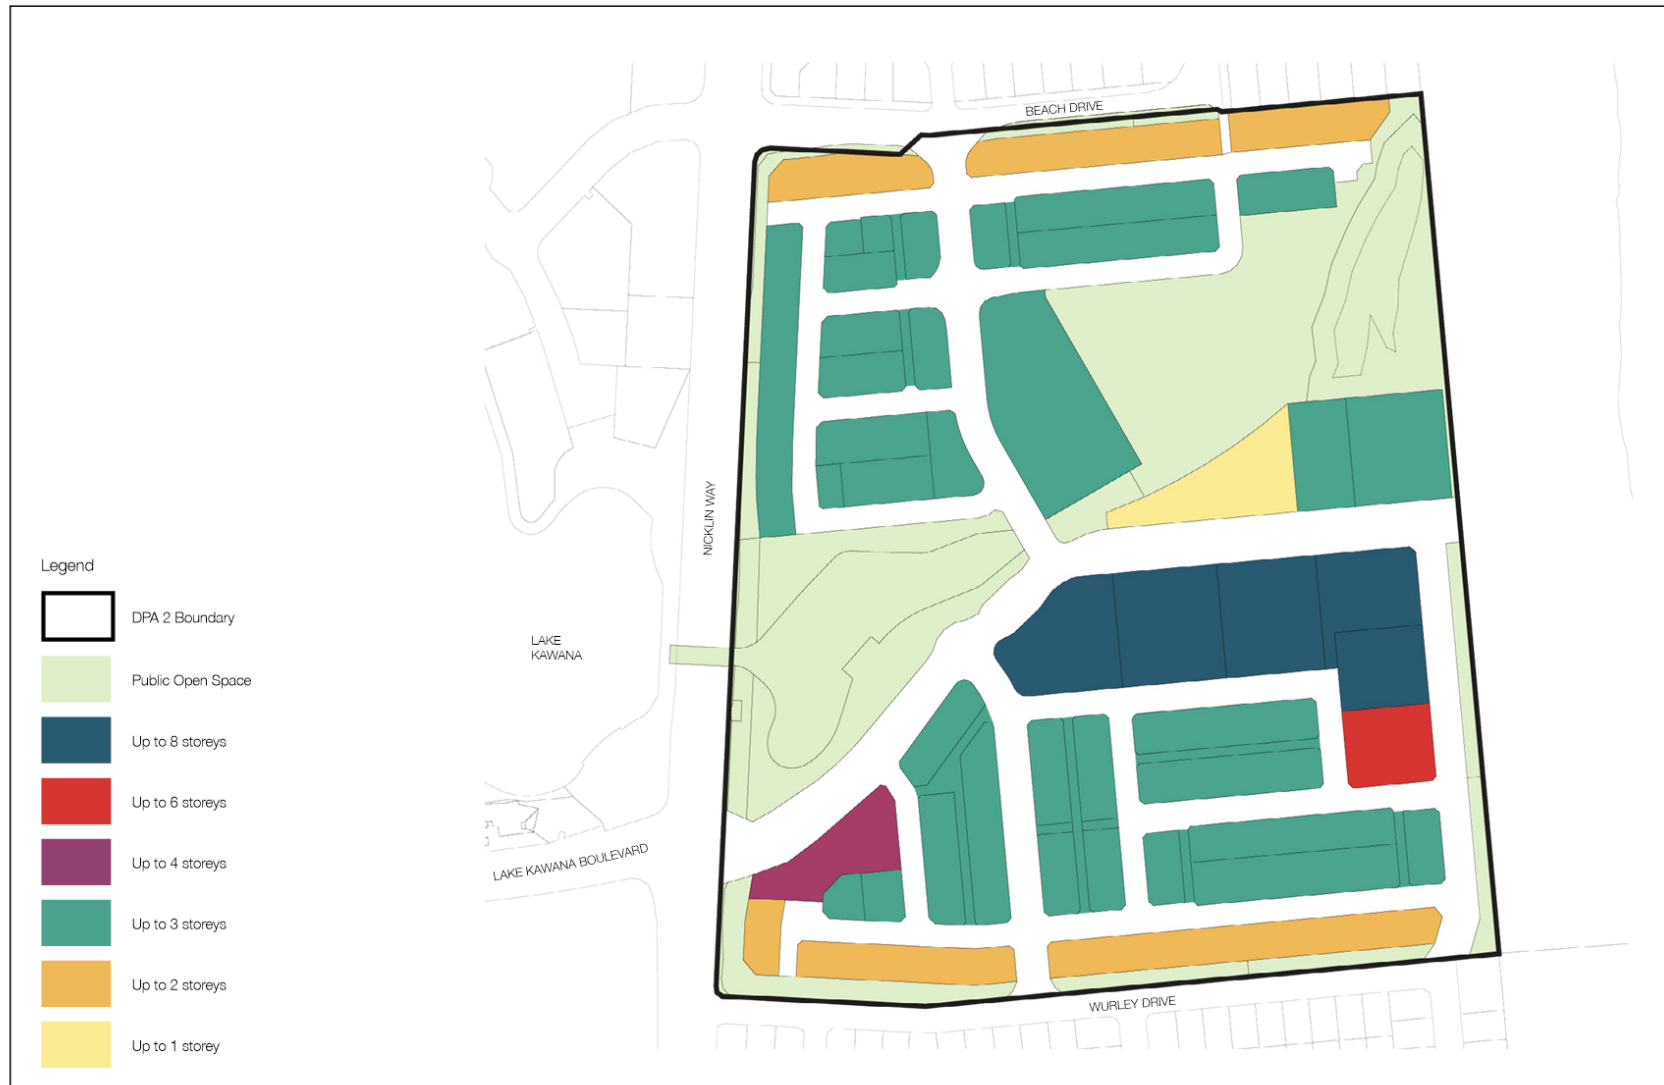 BEACH DRIVE
NICKLIN WAY
LAKE
KAWANA
LAKE KAWANA BOULEVARD
WURLEY DRIVE
Legend
DPA 2 Boundary
Public Open Space
Up to 8 storeys
Up to 6 storeys
Up to 4 storeys
Up to 3 storeys
Up to 2 storeys
Up to 1 storey